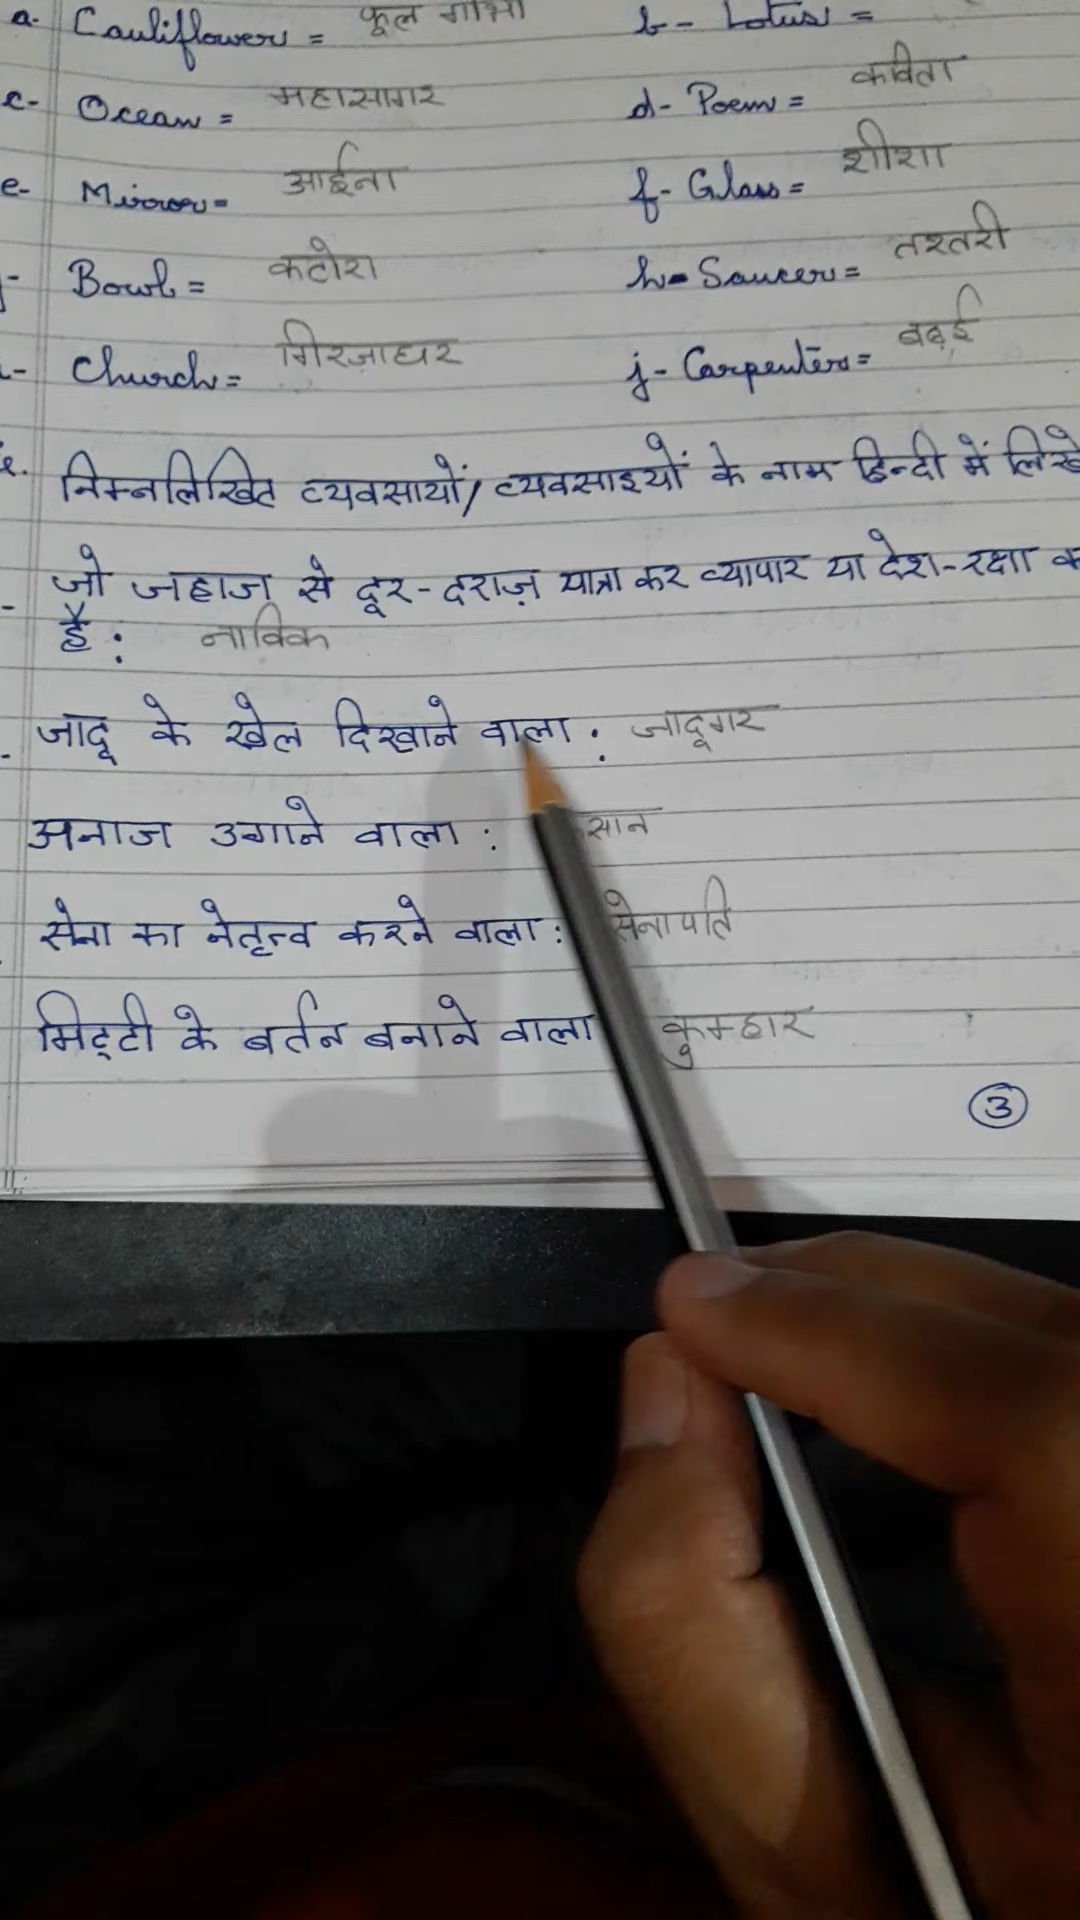 a- Cauliflower = फूल गोभी b- Lotus =
c- Ocean = महासागर d- Poem = कविता
e- Mirror = आईना f- Glass = शीशा
Bowl = कटोरा h- Saucer = तश्तरी
Church = गिरज़ाघर j- Carpenter = बढ़ई
निम्नलिखित व्यवसायों/व्यवसाइयों के नाम हिन्दी में लिखे
जो जहाज से दूर-दराज़ यात्रा कर व्यापार या देश-रक्षा
है: नाविक
जादू के खेल दिखाने वाला: जादूगर
अनाज उगाने वाला: सान
सेना का नेतृत्व करने वाला: सेनापति
मिट्टी के बर्तन बनाने वाला कुम्हार
3